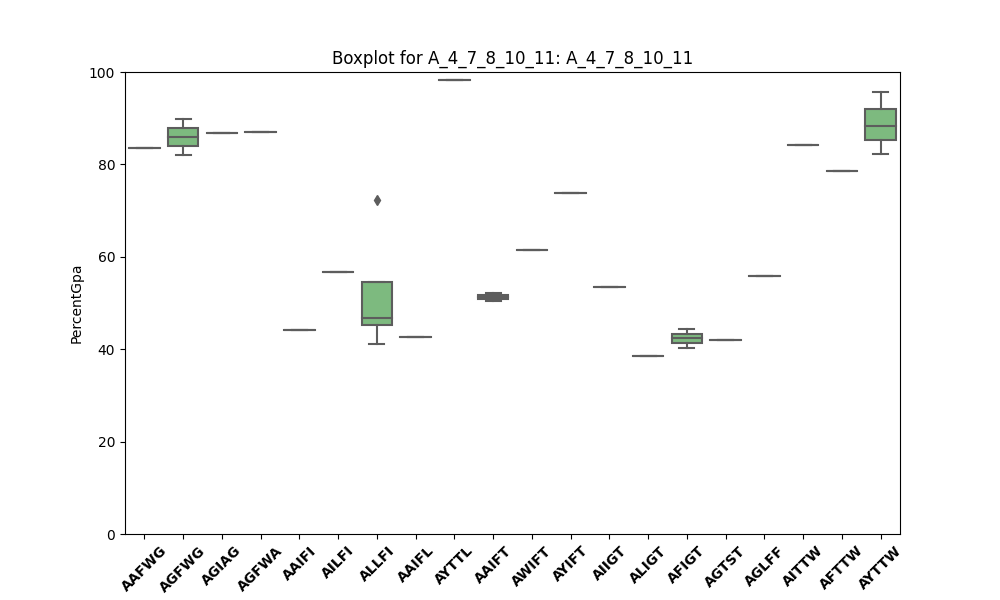 Boxplot for A_4_7_8_10_11: A_4_7_8_10_11
PercentGpa
100
80
60
40
20
0
AAFWG
AGFWG
AGIAG
AGFWA
AAIFI
AILFI
ALLFI
AAIFL
AYTTL
AAIFT
AWIFT
AYIFT
AIIGT
ALIGT
AFIGT
AGTST
AGLFF
AITTW
AFTTW
AYTTW